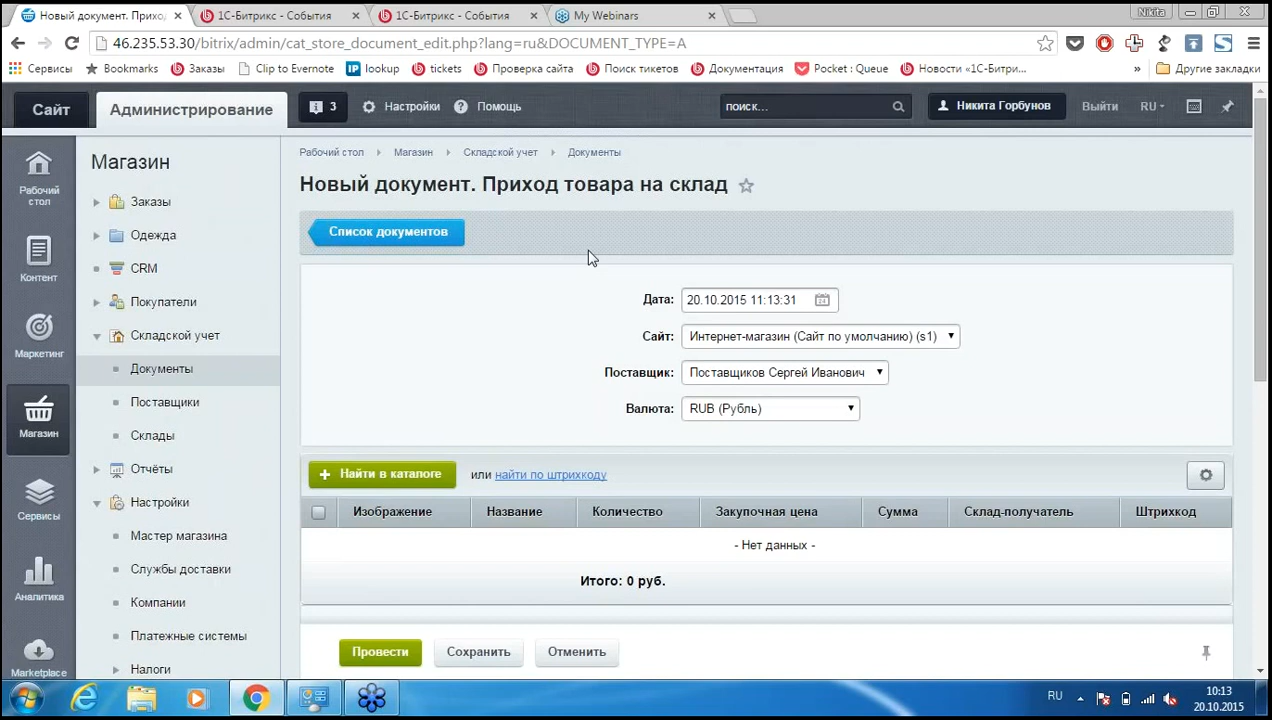 Новый документ. Прихо,
1С-Битрикс - События
1С-Битрикс - События
My Webinars
Nikita
46.235.53.30/bitrix/admin/cat_store_document_edit.php?lang=ru&DOCUMENT_TYPE=A
Сервисы
Bookmarks
Заказы
Clip to Evernote
IP lookup
tickets
Проверка сайта
Поиск тикетов
Документация
Pocket : Queue
Новости «1С-Битри...
»
Другие закладки
Сайт
Администрирование
3
Настройки
Помощь
поиск...
Никита Горбунов
Выйти
RU
Рабочий стол
Контент
Маркетинг
Магазин
Сервисы
Аналитика
Marketplace
Магазин
Заказы
Одежда
CRM
Покупатели
Складской учет
Документы
Поставщики
Склады
Отчёты
Настройки
Мастер магазина
Службы доставки
Компании
Платежные системы
Налоги
Рабочий стол
Магазин
Складской учет
Документы
Новый документ. Приход товара на склад
Список документов
Дата: 20.10.2015 11:13:31
Сайт: Интернет-магазин (Сайт по умолчанию) (s1)
Поставщик: Поставщиков Сергей Иванович
Валюта: RUB (Рубль)
+ Найти в каталоге или найти по штрихкоду
Изображение Название Количество Закупочная цена Сумма Склад-получатель Штрихкод
- Нет данных -
Итого: 0 руб.
Провести
Сохранить
Отменить
RU
10:13
20.10.2015